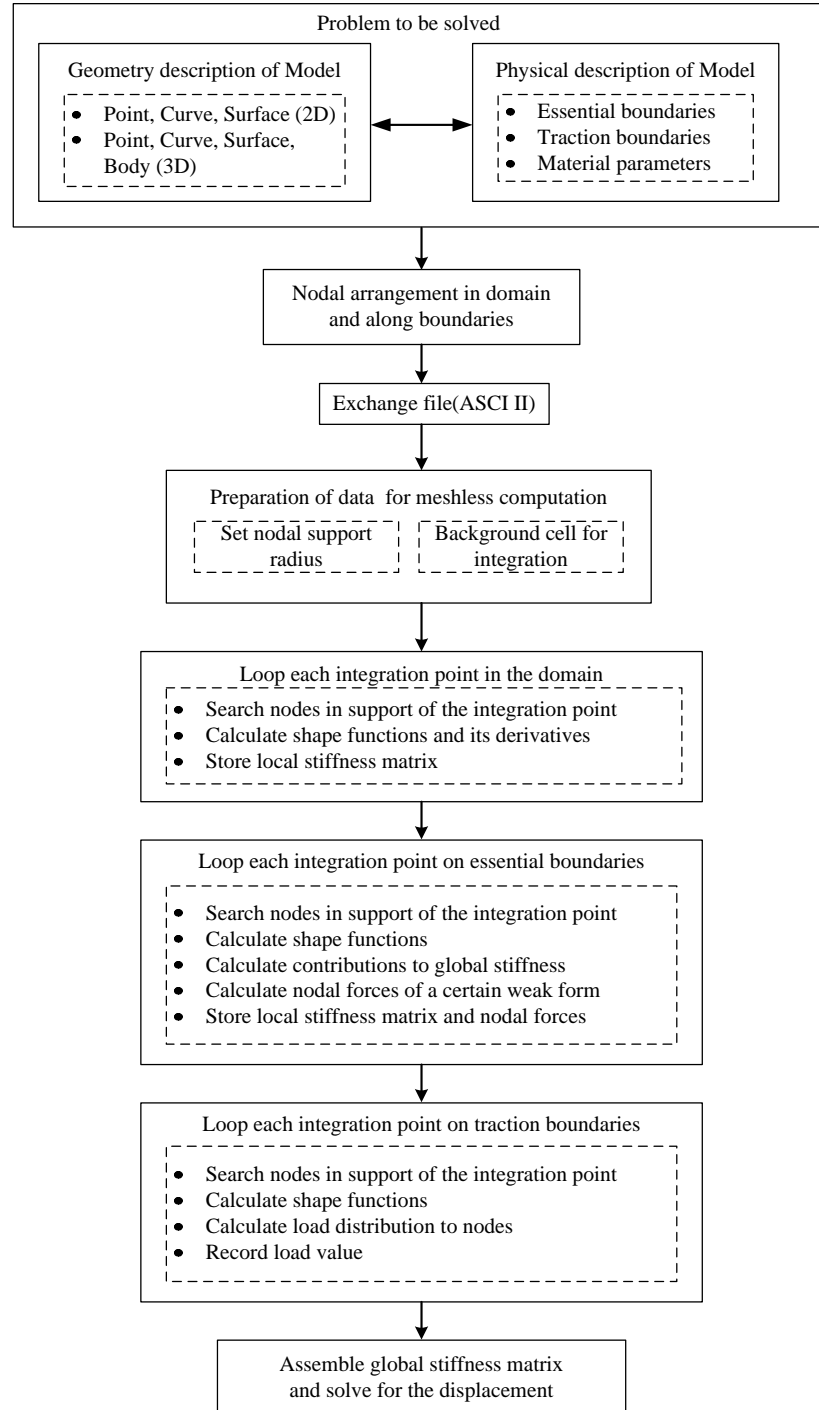 Problem to be solved
Geometry description of Model
● Point, Curve, Surface (2D)
● Point, Curve, Surface,
Body (3D)
Physical description of Model
● Essential boundaries
● Traction boundaries
● Material parameters
Nodal arrangement in domain
and along boundaries
Exchange file(ASCI II)
Preparation of data for meshless computation
Set nodal support
radius
Background cell for
integration
Loop each integration point in the domain
● Search nodes in support of the integration point
● Calculate shape functions and its derivatives
● Store local stiffness matrix
Loop each integration point on essential boundaries
● Search nodes in support of the integration point
● Calculate shape functions
● Calculate contributions to global stiffness
● Calculate nodal forces of a certain weak form
● Store local stiffness matrix and nodal forces
Loop each integration point on traction boundaries
● Search nodes in support of the integration point
● Calculate shape functions
● Calculate load distribution to nodes
● Record load value
Assemble global stiffness matrix
and solve for the displacement